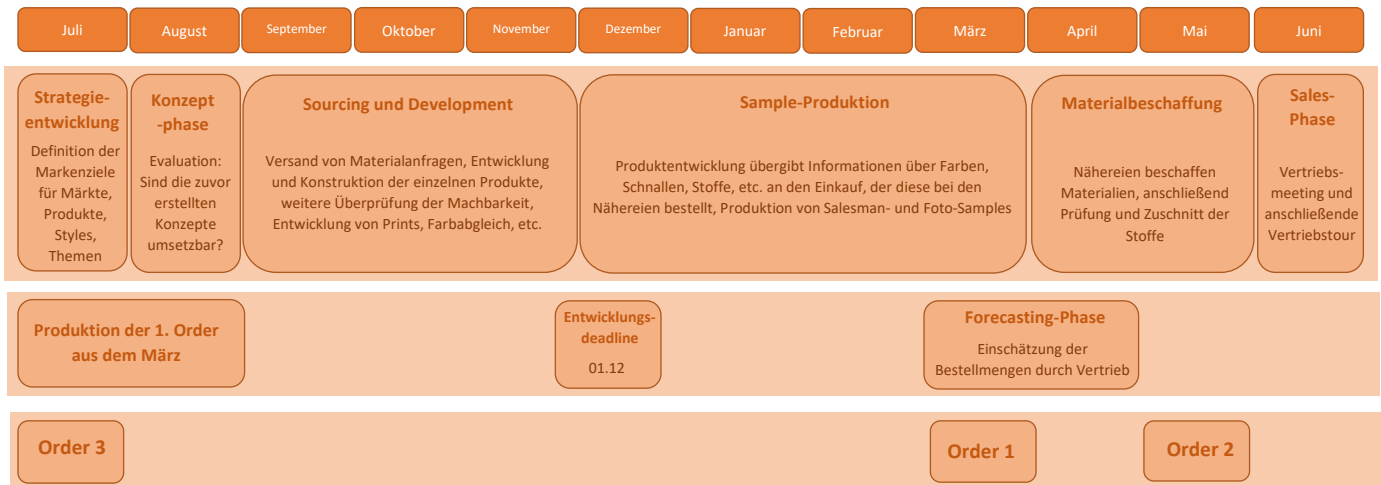 Juli
August
September
Oktober
November
Dezember
Januar
Februar
März
April
Mai
Juni
Strategie-
entwicklung
Definition der
Markenziele
für Märkte,
Produkte,
Styles,
Themen
Konzept
-phase
Evaluation:
Sind die zuvor
erstellten
Konzepte
umsetzbar?
Sourcing und Development
Versand von Materialanfragen, Entwicklung
und Konstruktion der einzelnen Produkte,
weitere Überprüfung der Machbarkeit,
Entwicklung von Prints, Farbabgleich, etc.
Sample-Produktion
Produktentwicklung übergibt Informationen über Farben,
Schnallen, Stoffe, etc. an den Einkauf, der diese bei den
Nähereien bestellt, Produktion von Salesman- und Foto-Samples
Materialbeschaffung
Nähereien beschaffen
Materialien, anschließend
Prüfung und Zuschnitt der
Stoffe
Sales-
Phase
Vertriebs-
meeting und
anschließende
Vertriebstour
Produktion der 1. Order
aus dem März
Entwicklungs-
deadline
01.12
Forecasting-Phase
Einschätzung der
Bestellmengen durch Vertrieb
Order 3
Order 1
Order 2